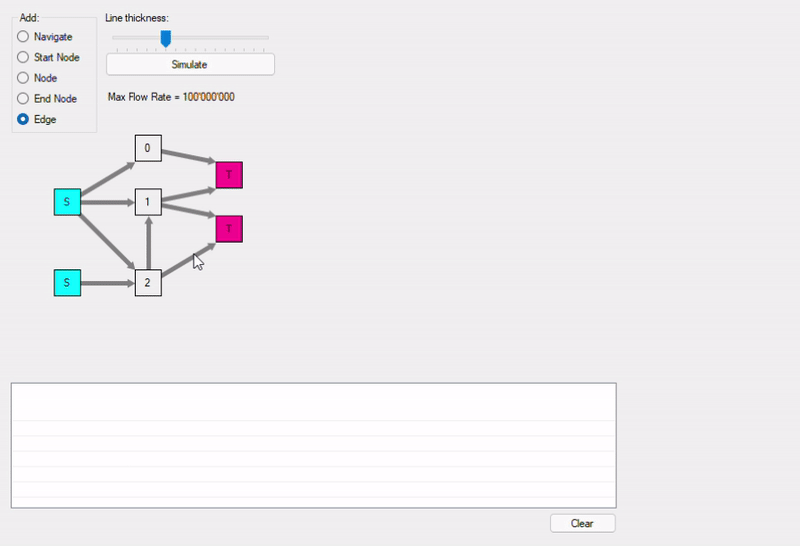 Add:
Navigate
Start Node
Node
End Node
Edge
Line thickness:
Simulate
Max Flow Rate = 100'000'000
0
T
S
1
T
S
2
Clear